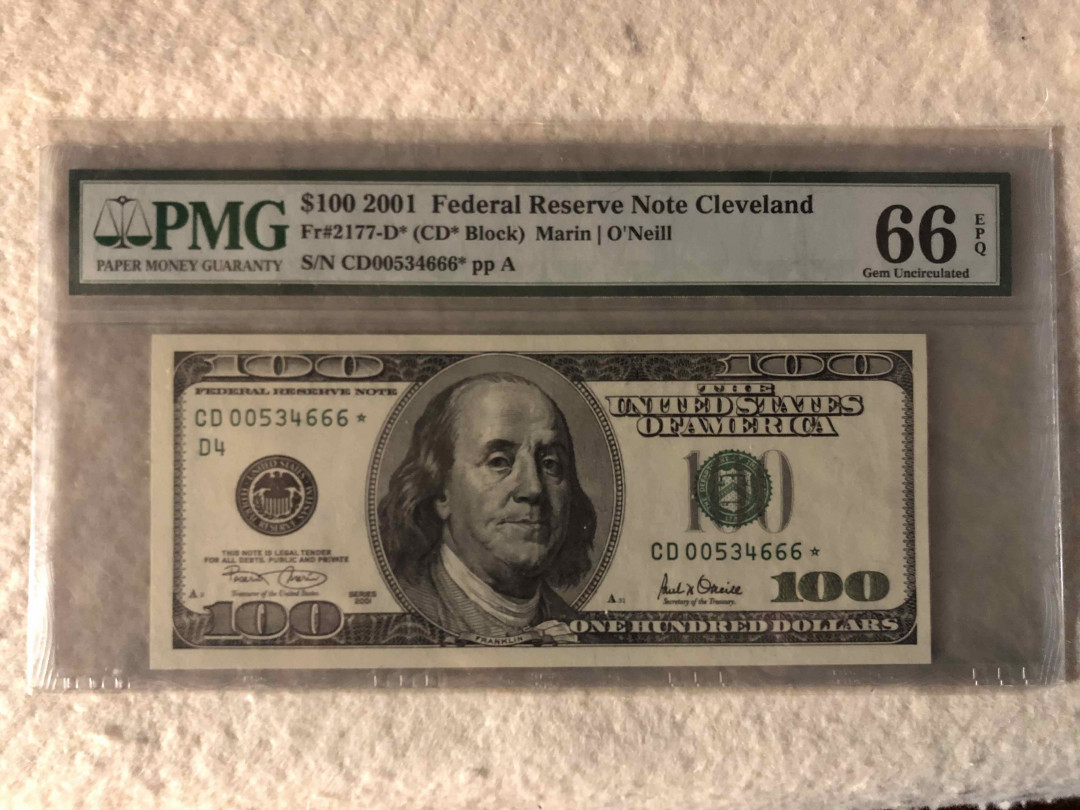 PMG
PAPER MONEY GUARANTY
$100 2001 Federal Reserve Note Cleveland
Fr#2177-D* (CD* Block) Marin | O'Neill
S/N CD00534666* pp A
66
EPQ
Gem Uncirculated
100
100
FEDERAL RESERVE NOTE
CD 00534666 *
D4
THE
UNITED STATES
OF AMERICA
100
THIS NOTE IS LEGAL TENDER
FOR ALL DEBTS, PUBLIC AND PRIVATE
Treasurer of the United States
SERIES
2001
CD 00534666 *
Secretary of the Treasury.
100
100
FRANKLIN
ONE HUNDRED DOLLARS